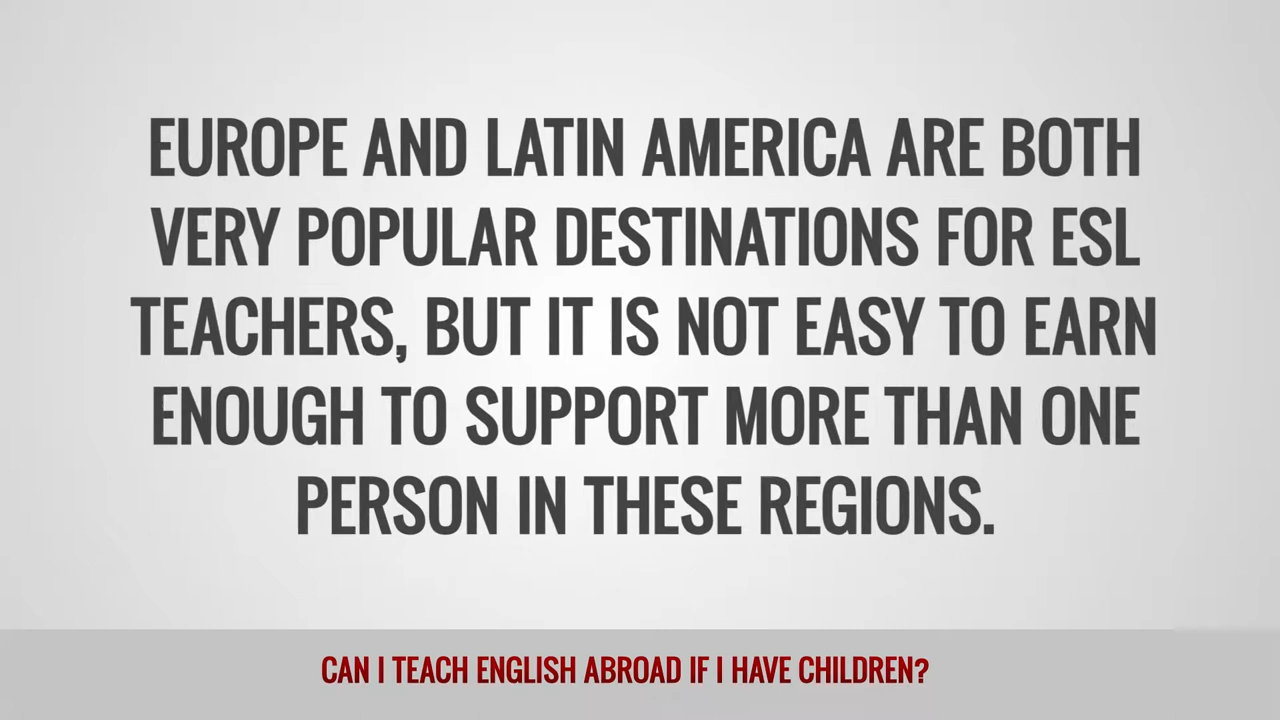 EUROPE AND LATIN AMERICA ARE BOTH
VERY POPULAR DESTINATIONS FOR ESL
TEACHERS, BUT IT IS NOT EASY TO EARN
ENOUGH TO SUPPORT MORE THAN ONE
PERSON IN THESE REGIONS.
CAN I TEACH ENGLISH ABROAD IF I HAVE CHILDREN?